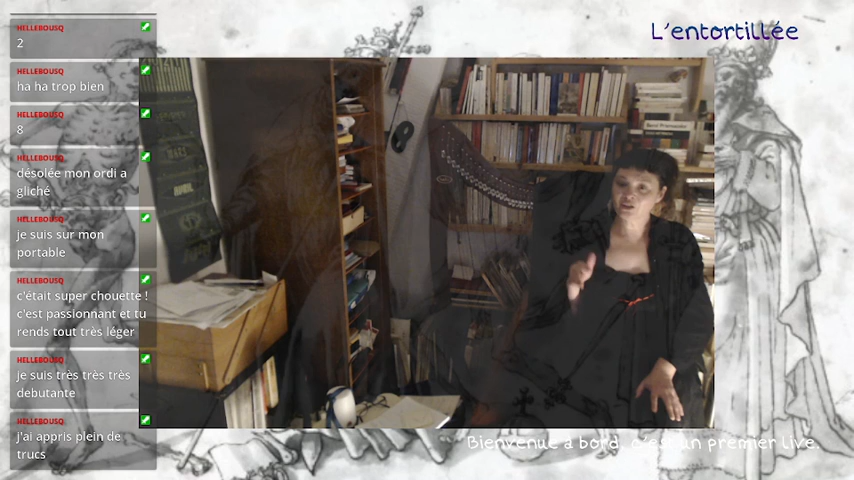 HELLEBOUSQ
2
HELLEBOUSQ
ha ha trop bien
HELLEBOUSQ
8
HELLEBOUSQ
désolée mon ordi a
gliché
HELLEBOUSQ
je suis sur mon
portable
HELLEBOUSQ
c'était super chouette !
c'est passionnant et tu
rends tout très léger
HELLEBOUSQ
je suis très très très
debutante
HELLEBOUSQ
j'ai appris plein de
trucs
L'entortillée
AVRIL
Bienvenue à bord, c'est un premier live.